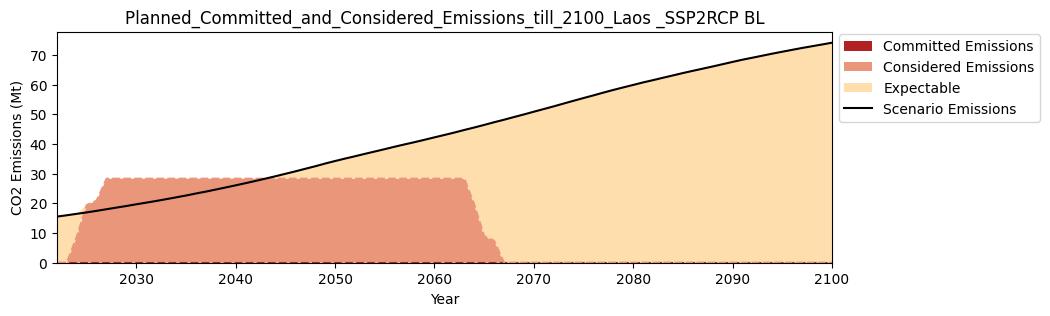 Planned_Committed_and_Considered_Emissions_till_2100_Laos _SSP2RCP BL
CO2 Emissions (Mt)
70
60
50
40
30
20
10
0
2030 2040 2050 2060 2070 2080 2090 2100
Year
Committed Emissions
Considered Emissions
Expectable
Scenario Emissions